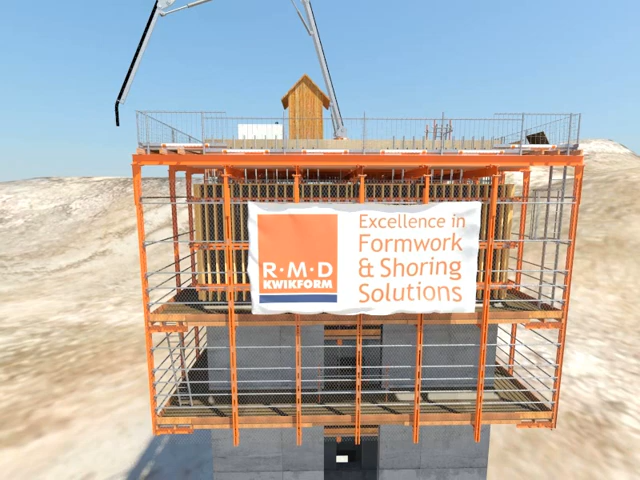 R·M·D
KWIKFORM
Excellence in
Formwork
& Shoring
Solutions